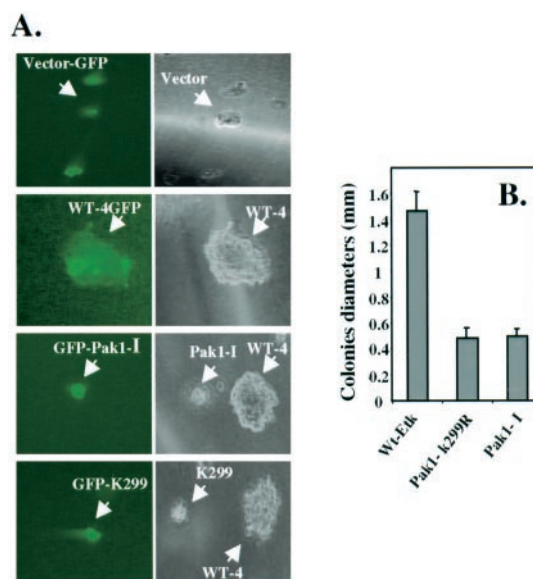 A.
Vector-GFP
Vector
WT-4GFP
WT-4
GFP-Pak1-I
Pak1-I
WT-4
GFP-K299
K299
WT-4
B.
Colonies diameters (mm)
1.6
1.4
1.2
1
0.8
0.6
0.4
0.2
0
Wt-Etk
Pak1- k299R
Pak1- I